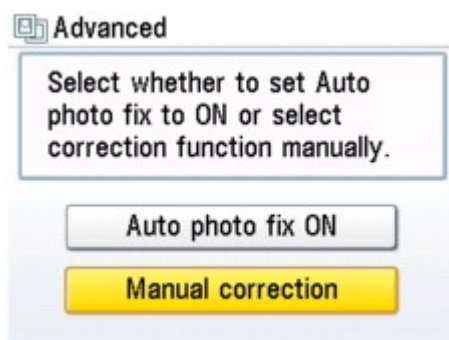 Advanced
Select whether to set Auto
photo fix to ON or select
correction function manually.
Auto photo fix ON
Manual correction